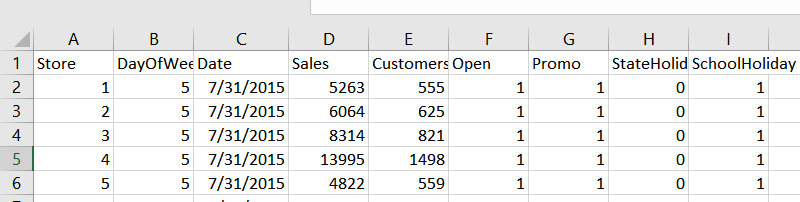 A B C D E F G H I
1 Store DayOfWee Date Sales Customers Open Promo StateHolid SchoolHoliday
2 1 5 7/31/2015 5263 555 1 1 0 1
3 2 5 7/31/2015 6064 625 1 1 0 1
4 3 5 7/31/2015 8314 821 1 1 0 1
5 4 5 7/31/2015 13995 1498 1 1 0 1
6 5 5 7/31/2015 4822 559 1 1 0 1